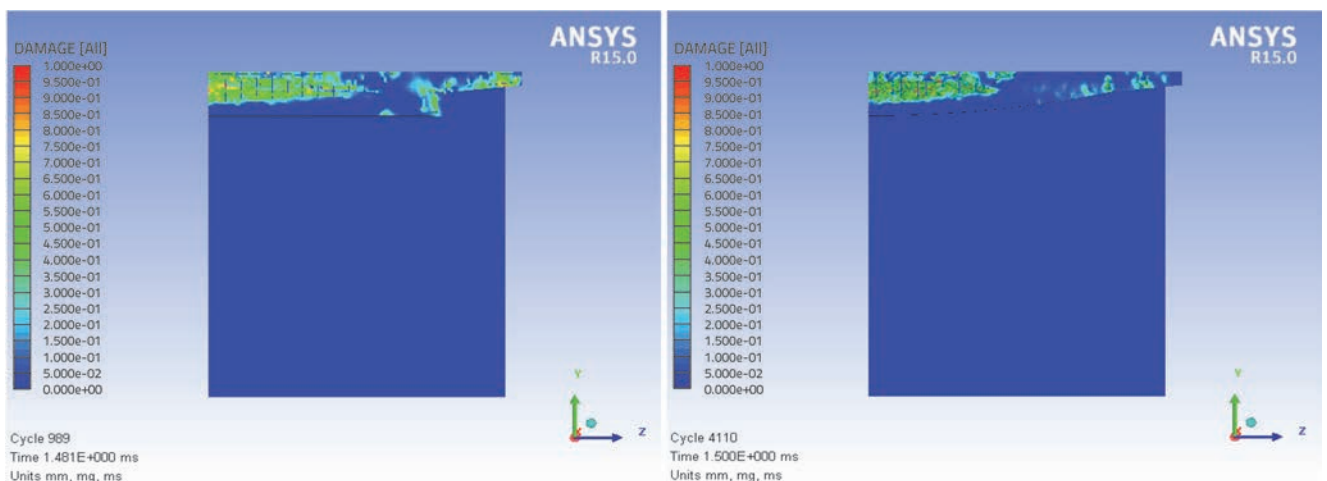 ANSYS
R15.0
DAMAGE [All]
1.000e+00
9.500e-01
9.000e-01
8.500e-01
8.000e-01
7.500e-01
7.000e-01
6.500e-01
6.000e-01
5.500e-01
5.000e-01
4.500e-01
4.000e-01
3.500e-01
3.000e-01
2.500e-01
2.000e-01
1.500e-01
1.000e-01
5.000e-02
0.000e+00
Y
Z
Cycle 989
Time 1.481E+000 ms
Units mm, mg, ms
ANSYS
R15.0
DAMAGE [All]
1.000e+00
9.500e-01
9.000e-01
8.500e-01
8.000e-01
7.500e-01
7.000e-01
6.500e-01
6.000e-01
5.500e-01
5.000e-01
4.500e-01
4.000e-01
3.500e-01
3.000e-01
2.500e-01
2.000e-01
1.500e-01
1.000e-01
5.000e-02
0.000e+00
Y
Z
Cycle 4110
Time 1.500E+000 ms
Units mm, mg, ms